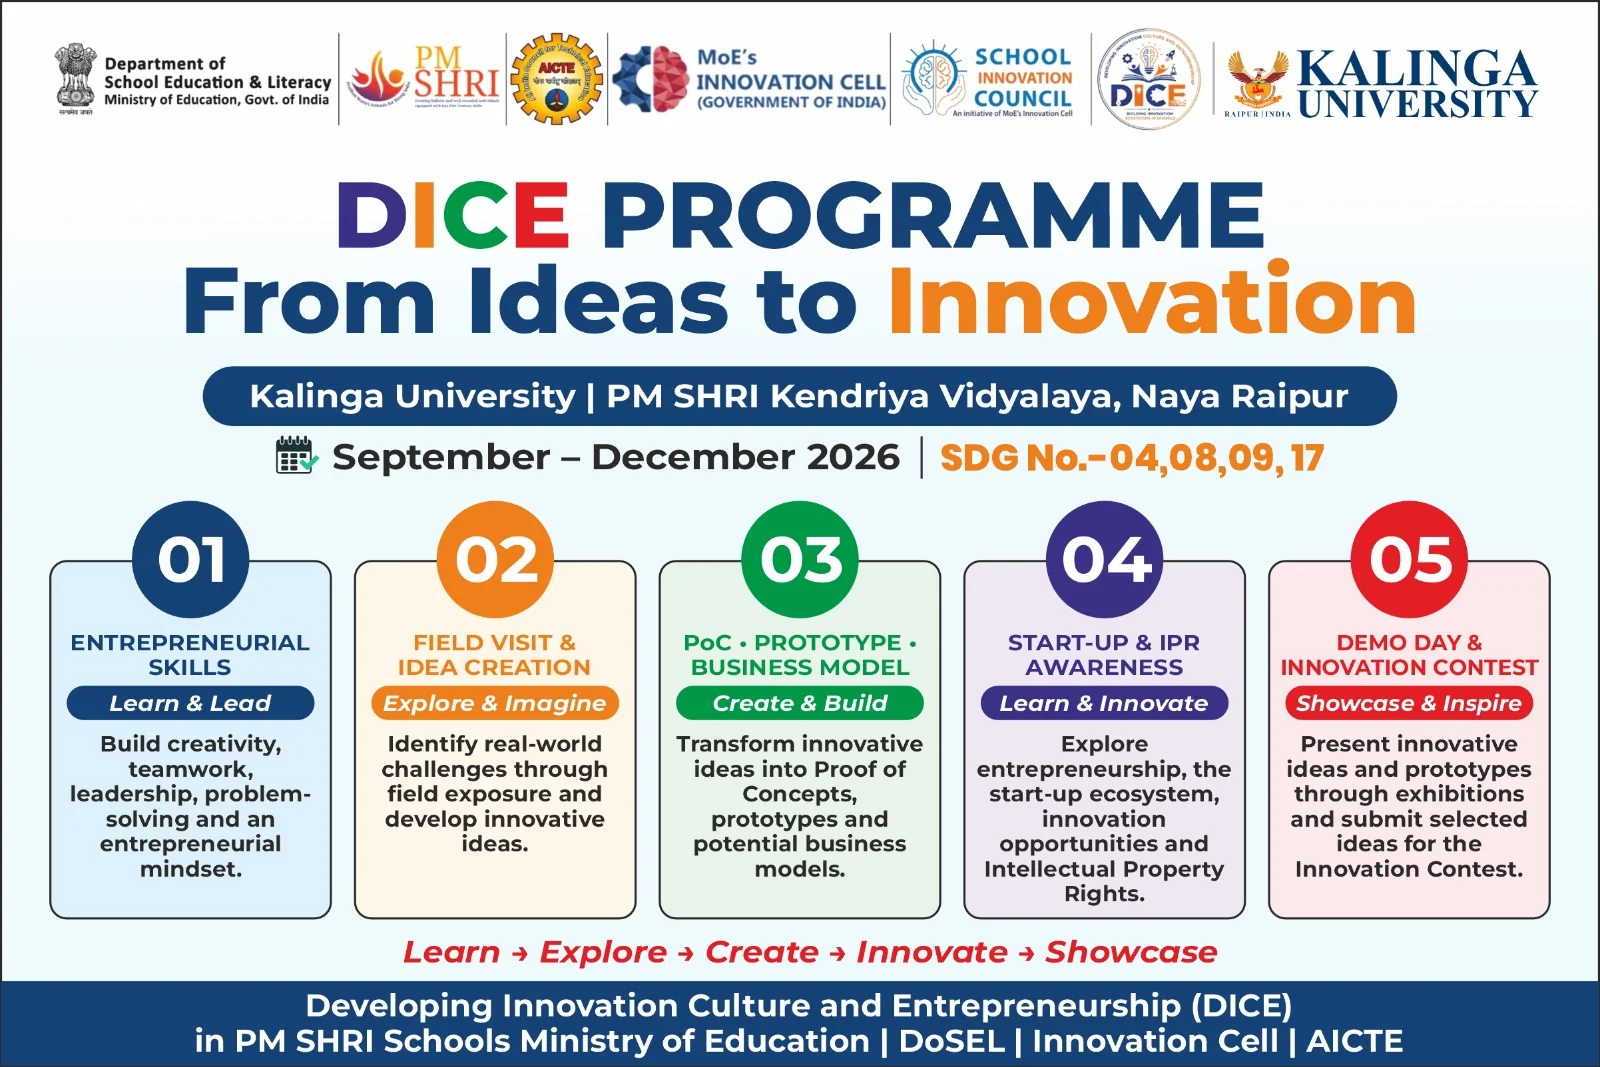 Department of
School Education & Literacy
Ministry of Education, Govt. of India
सत्यमेव जयते
PM
SHRI
AICTE
MoE's
INNOVATION CELL
(GOVERNMENT OF INDIA)
SCHOOL
INNOVATION
COUNCIL
An initiative of MoE's Innovation Cell
DICE
KALINGA
UNIVERSITY
RAIPUR | INDIA
DICE PROGRAMME
From Ideas to Innovation
Kalinga University | PM SHRI Kendriya Vidyalaya, Naya Raipur
September – December 2026 | SDG No.-04,08,09, 17
01
ENTREPRENEURIAL
SKILLS
Learn & Lead
Build creativity,
teamwork,
leadership, problem-
solving and an
entrepreneurial
mindset.
02
FIELD VISIT &
IDEA CREATION
Explore & Imagine
Identify real-world
challenges through
field exposure and
develop innovative
ideas.
03
PoC • PROTOTYPE •
BUSINESS MODEL
Create & Build
Transform innovative
ideas into Proof of
Concepts,
prototypes and
potential business
models.
04
START-UP & IPR
AWARENESS
Learn & Innovate
Explore
entrepreneurship, the
start-up ecosystem,
innovation
opportunities and
Intellectual Property
Rights.
05
DEMO DAY &
INNOVATION CONTEST
Showcase & Inspire
Present innovative
ideas and prototypes
through exhibitions
and submit selected
ideas for the
Innovation Contest.
Learn → Explore → Create → Innovate → Showcase
Developing Innovation Culture and Entrepreneurship (DICE)
in PM SHRI Schools Ministry of Education | DoSEL | Innovation Cell | AICTE